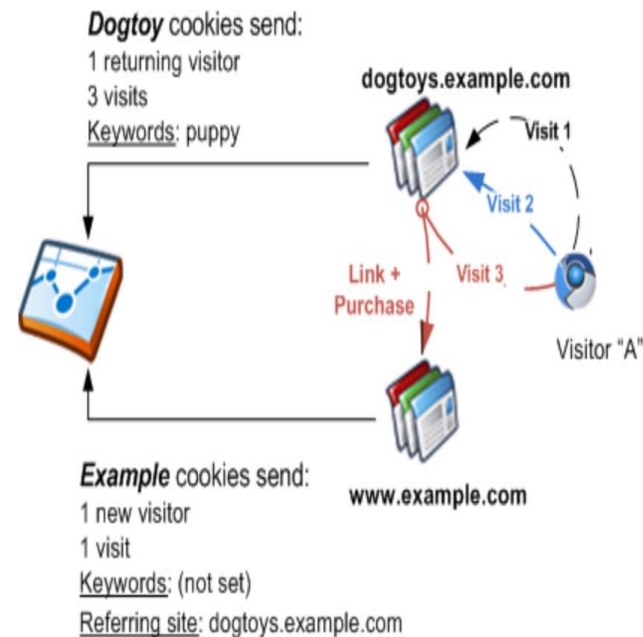 Dogtoy cookies send:
1 returning visitor
3 visits
Keywords: puppy
dogtoys.example.com
Visit 1
Visit 2
Visit 3
Link +
Purchase
Visitor “A”
www.example.com
Example cookies send:
1 new visitor
1 visit
Keywords: (not set)
Referring site: dogtoys.example.com